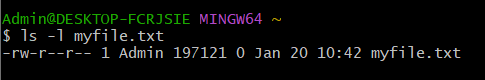 Admin@DESKTOP-FCRJSIE MINGW64 ~
$ ls -l myfile.txt
-rw-r--r-- 1 Admin 197121 0 Jan 20 10:42 myfile.txt